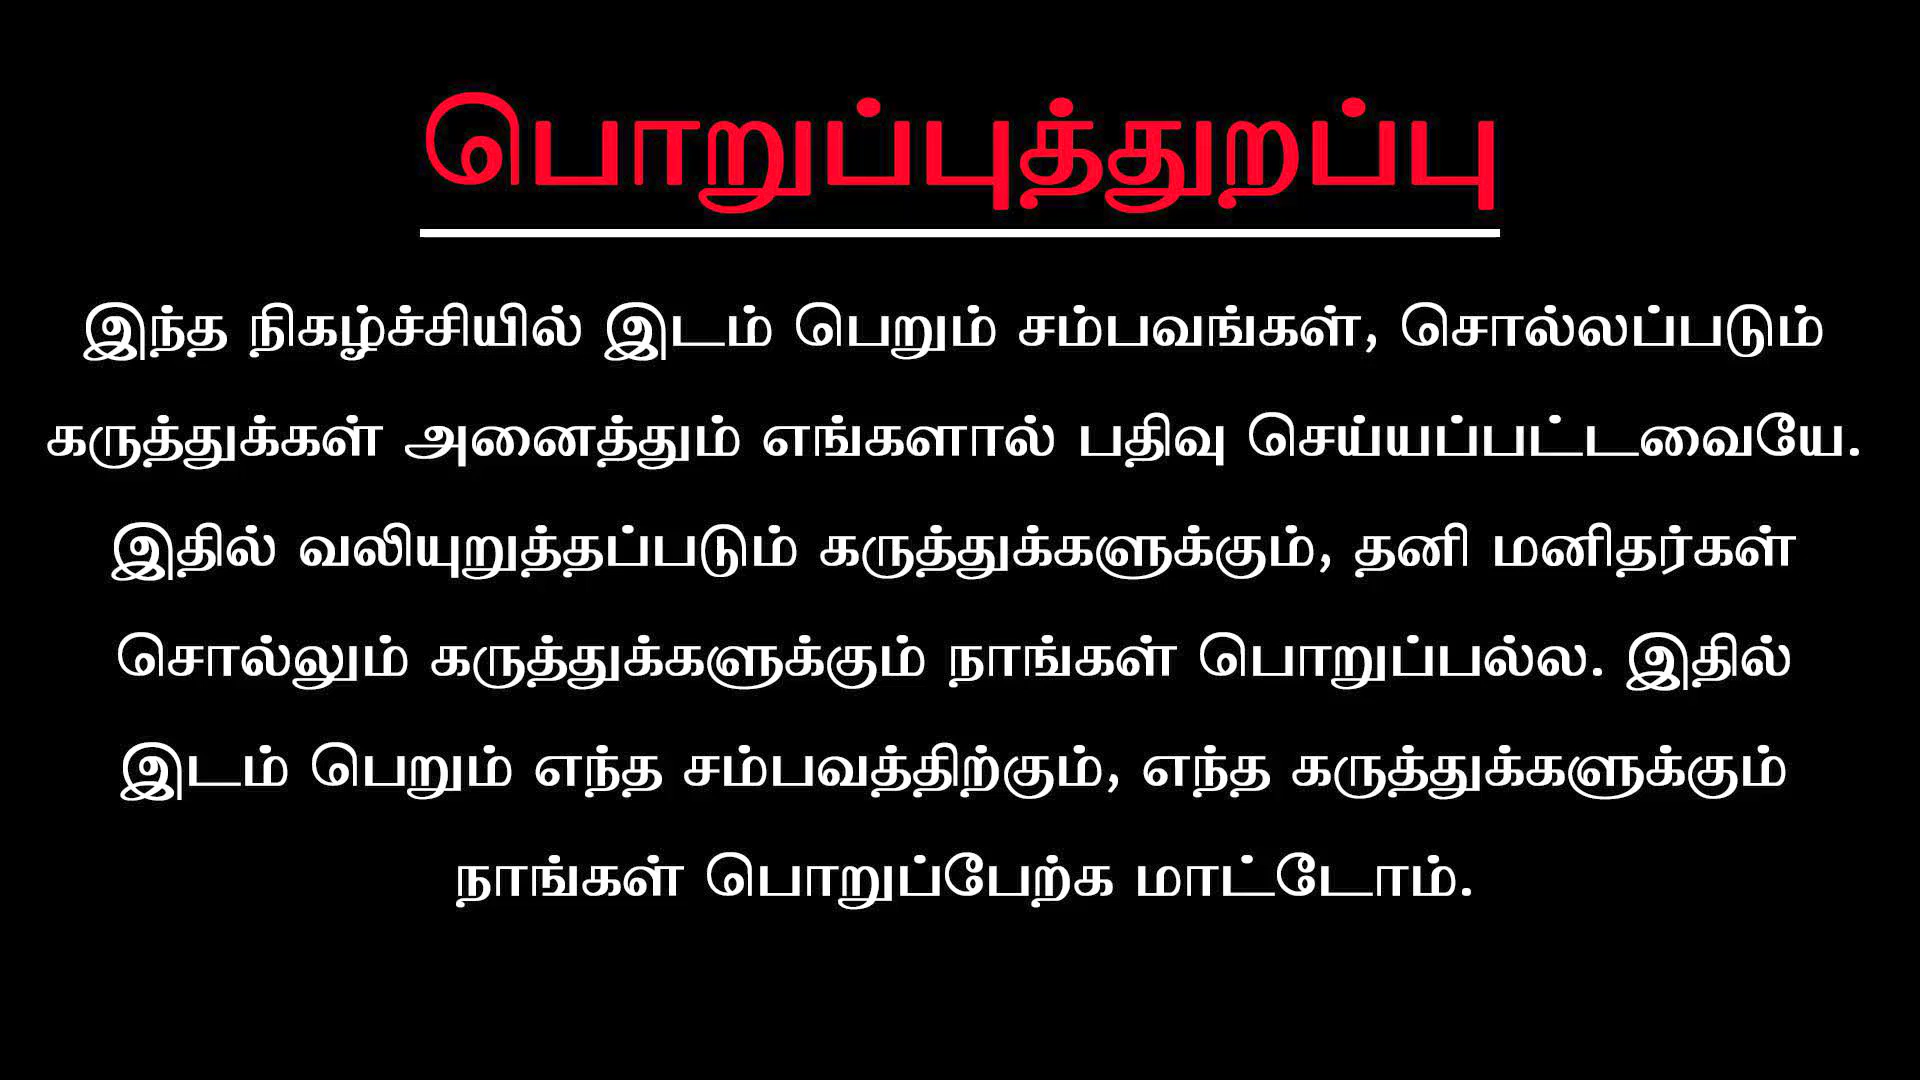 பொறுப்புத்துறப்பு
இந்த நிகழ்ச்சியில் இடம் பெறும் சம்பவங்கள், சொல்லப்படும்
கருத்துக்கள் அனைத்தும் எங்களால் பதிவு செய்யப்பட்டவையே.
இதில் வலியுறுத்தப்படும் கருத்துக்களுக்கும், தனி மனிதர்கள்
சொல்லும் கருத்துக்களுக்கும் நாங்கள் பொறுப்பல்ல. இதில்
இடம் பெறும் எந்த சம்பவத்திற்கும், எந்த கருத்துக்களுக்கும்
நாங்கள் பொறுப்பேற்க மாட்டோம்.